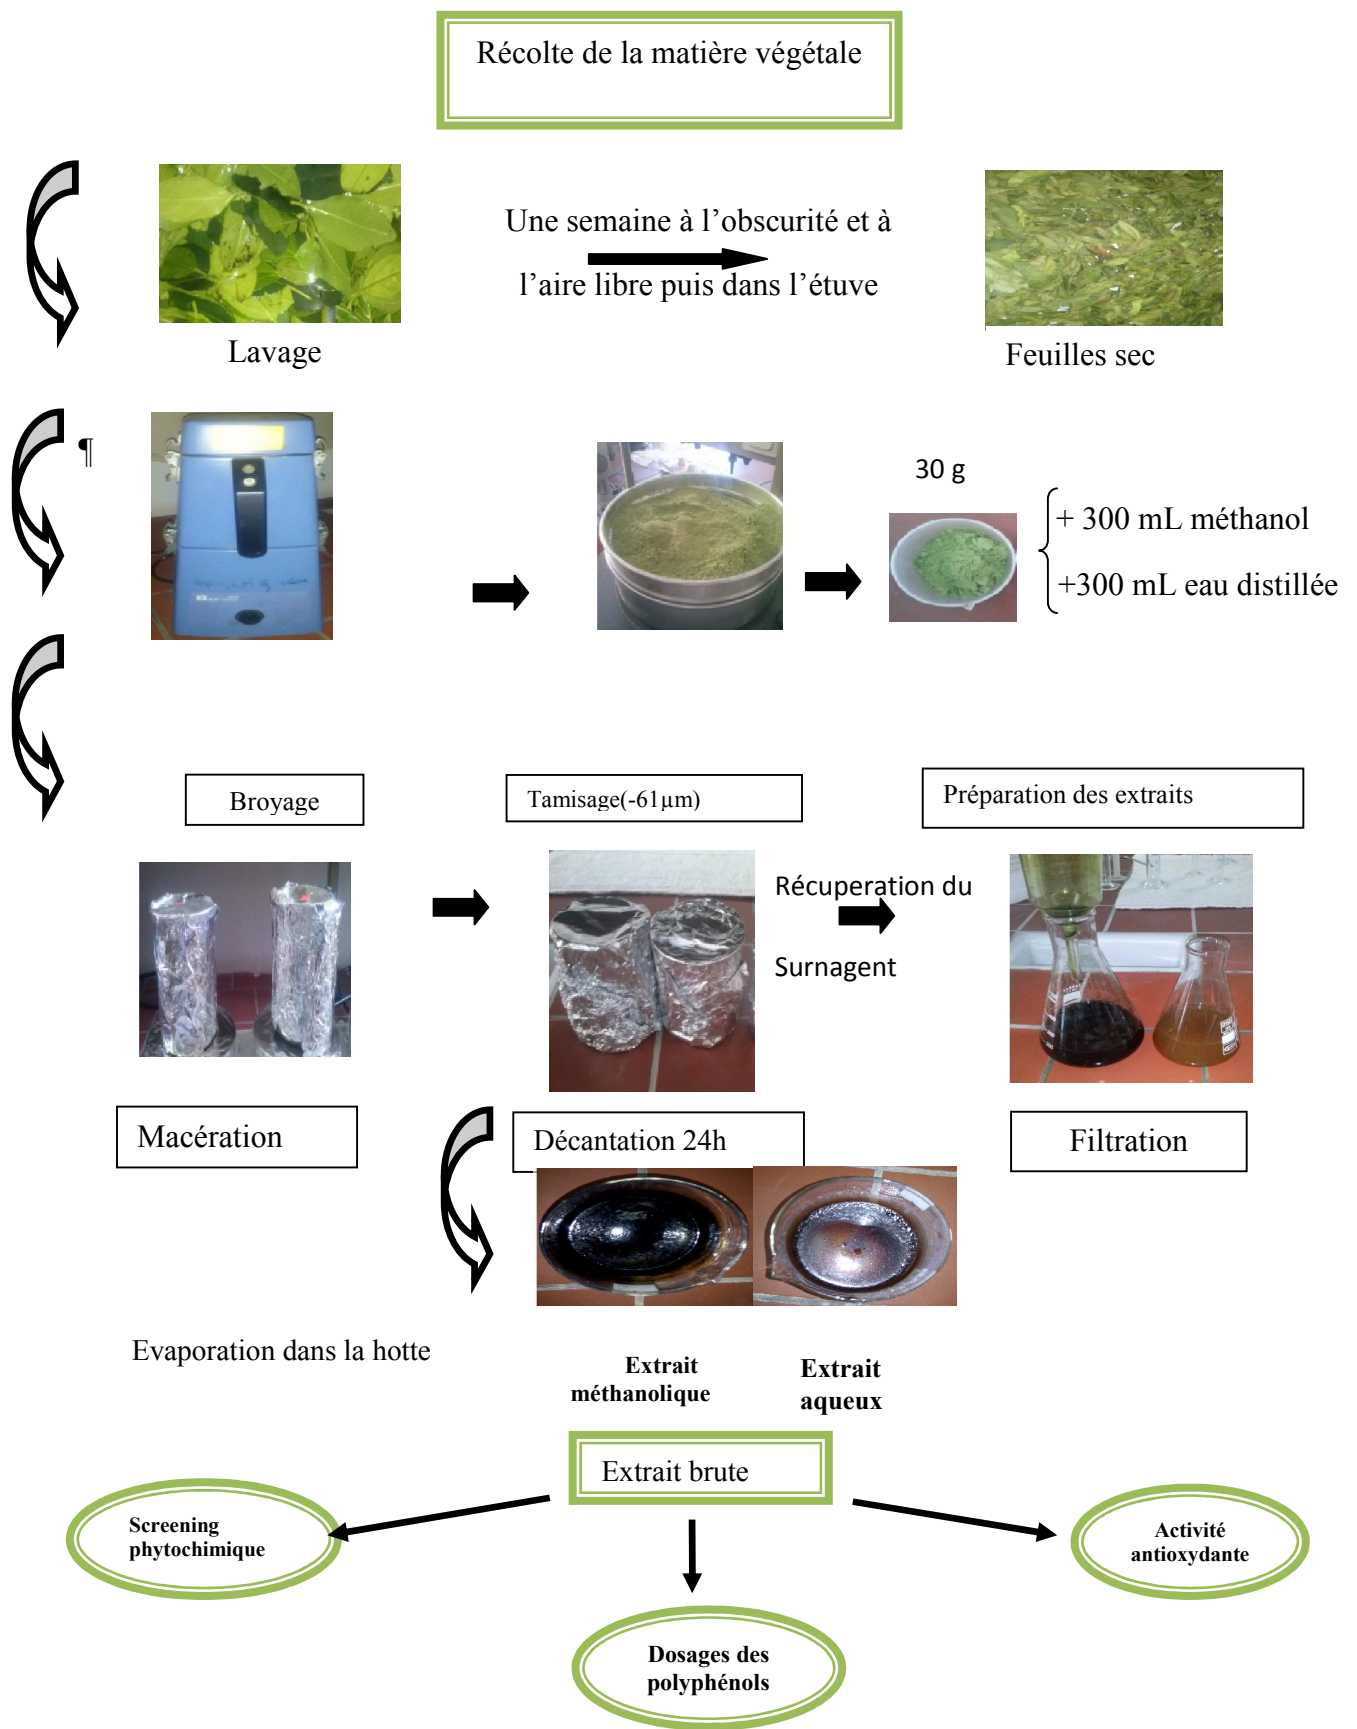 Récolte de la matière végétale
Une semaine à l’obscurité et à
l’aire libre puis dans l’étuve
Lavage
Feuilles sec
¶
30 g
+ 300 mL méthanol
+300 mL eau distillée
Broyage
Tamisage(-61µm)
Préparation des extraits
Récuperation du
Surnagent
Macération
Décantation 24h
Filtration
Evaporation dans la hotte
Extrait
méthanolique
Extrait
aqueux
Extrait brute
Screening
phytochimique
Activité
antioxydante
Dosages des
polyphénols